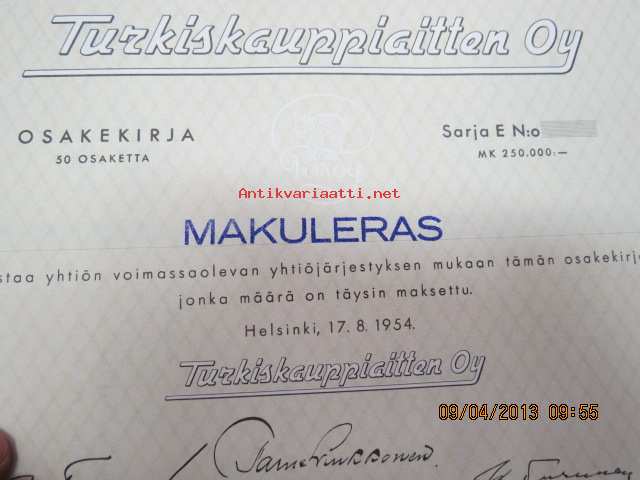 Turkiskauppiaitten Oy
OSAKEKIRJA
50 OSAKETTA
Sarja E N:o
MK 250.000:—
Antikvariaatti.net
MAKULERAS
staa yhtiön voimassaolevan yhtiöjärjestyksen mukaan tämän osakekirj
jonka määrä on täysin maksettu.
Helsinki, 17. 8. 1954.
Turkiskauppiaitten Oy
09/04/2013 09:55